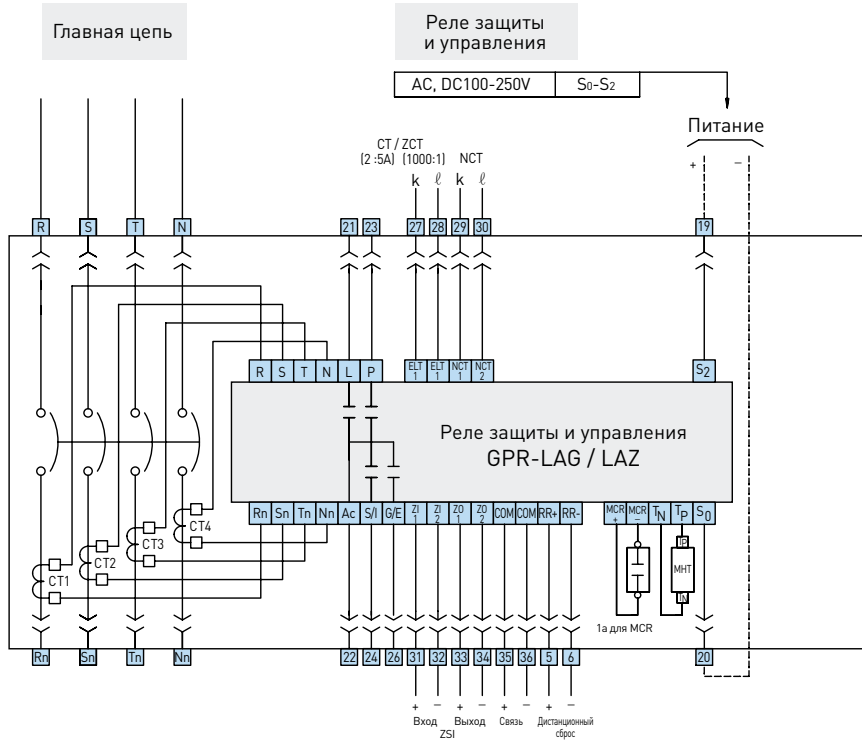 Главная цепь
Реле защиты
и управления
AC, DC100-250V S0-S2
Питание
+ −
CT / ZCT
(2 :5A) (1000:1) NCT
k ℓ k ℓ
R S T N 21 23 27 28 29 30 19
R S T N L P ELT 1 ELT 1 NCT 1 NCT 2 S2
Реле защиты и управления
GPR-LAG / LAZ
Rn Sn Tn Nn Ac S/I G/E ZI 1 ZI 2 ZO 1 ZO 2 COM COM RR+ RR- MCR + MCR − TN TP S0
CT4
CT3
CT2
CT1
IP
МНТ
IN
1a для MCR
Rn Sn Tn Nn 22 24 26 31 32 33 34 35 36 5 6 20
+ − + − + − + −
Вход Выход Связь Дистанционный
ZSI сброс